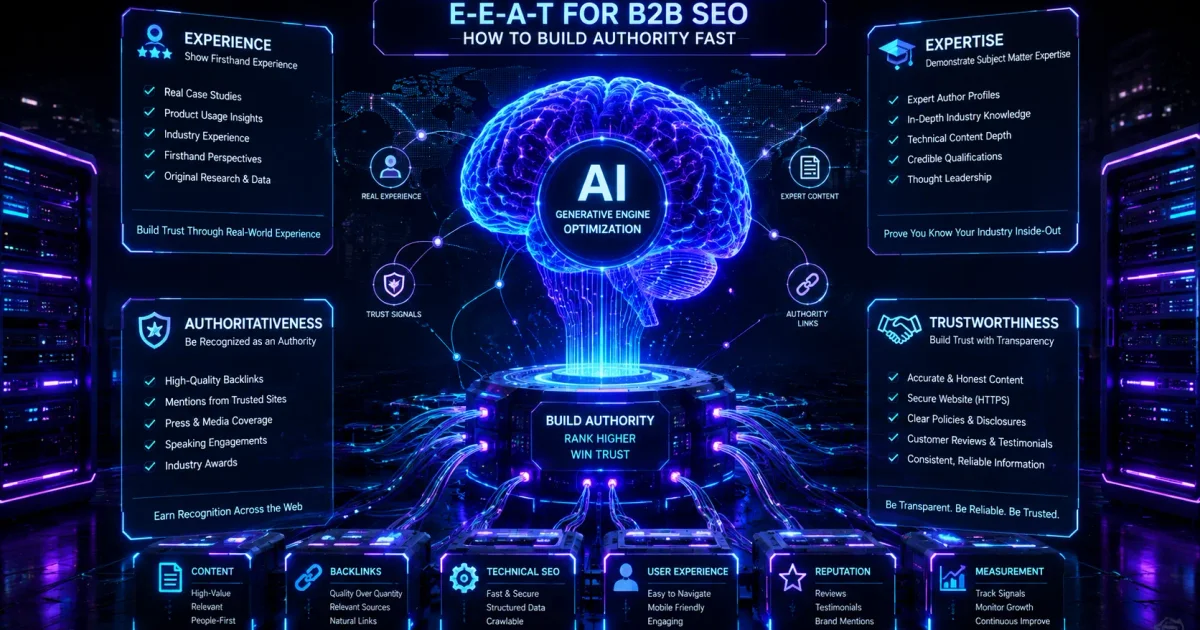 E-E-A-T FOR B2B SEO
HOW TO BUILD AUTHORITY FAST
EXPERIENCE
Show Firsthand Experience
Real Case Studies
Product Usage Insights
Industry Experience
Firsthand Perspectives
Original Research & Data
Build Trust Through Real-World Experience
EXPERTISE
Demonstrate Subject Matter Expertise
Expert Author Profiles
In-Depth Industry Knowledge
Technical Content Depth
Credible Qualifications
Thought Leadership
Prove You Know Your Industry Inside-Out
REAL EXPERIENCE
TRUST SIGNALS
AI
GENERATIVE ENGINE
OPTIMIZATION
EXPERT CONTENT
AUTHORITY
LINKS
AUTHORITATIVENESS
Be Recognized as an Authority
High-Quality Backlinks
Mentions from Trusted Sites
Press & Media Coverage
Speaking Engagements
Industry Awards
Earn Recognition Across the Web
BUILD AUTHORITY
RANK HIGHER
WIN TRUST
TRUSTWORTHINESS
Build Trust with Transparency
Accurate & Honest Content
Secure Website (HTTPS)
Clear Policies & Disclosures
Customer Reviews & Testimonials
Consistent, Reliable Information
Be Transparent. Be Reliable. Be Trusted.
CONTENT
High-Value
Relevant
People-First
BACKLINKS
Quality Over Quantity
Relevant Sources
Natural Links
TECHNICAL SEO
Fast & Secure
Structured Data
Crawlable
USER EXPERIENCE
Easy to Navigate
Mobile Friendly
Engaging
REPUTATION
Reviews
Testimonials
Brand Mentions
MEASUREMENT
Track Signals
Monitor Growth
Continuous Improve